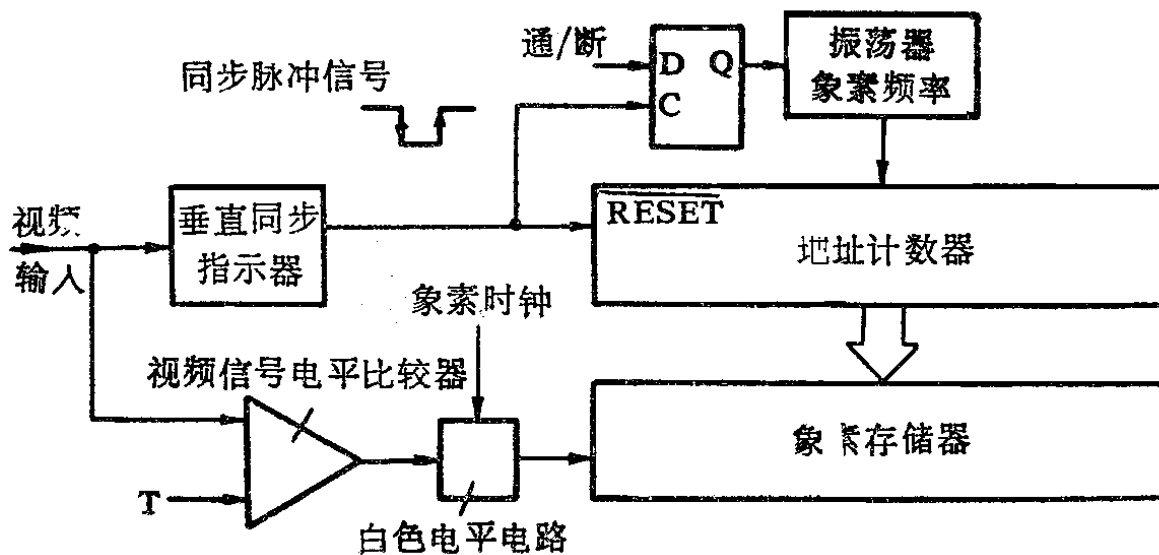 通/断
D Q
C
振荡器
象素频率
同步脉冲信号
视频
输入
垂直同步
指示器
RESET
地址计数器
象素时钟
视频信号电平比较器
T
白色电平电路
象素存储器